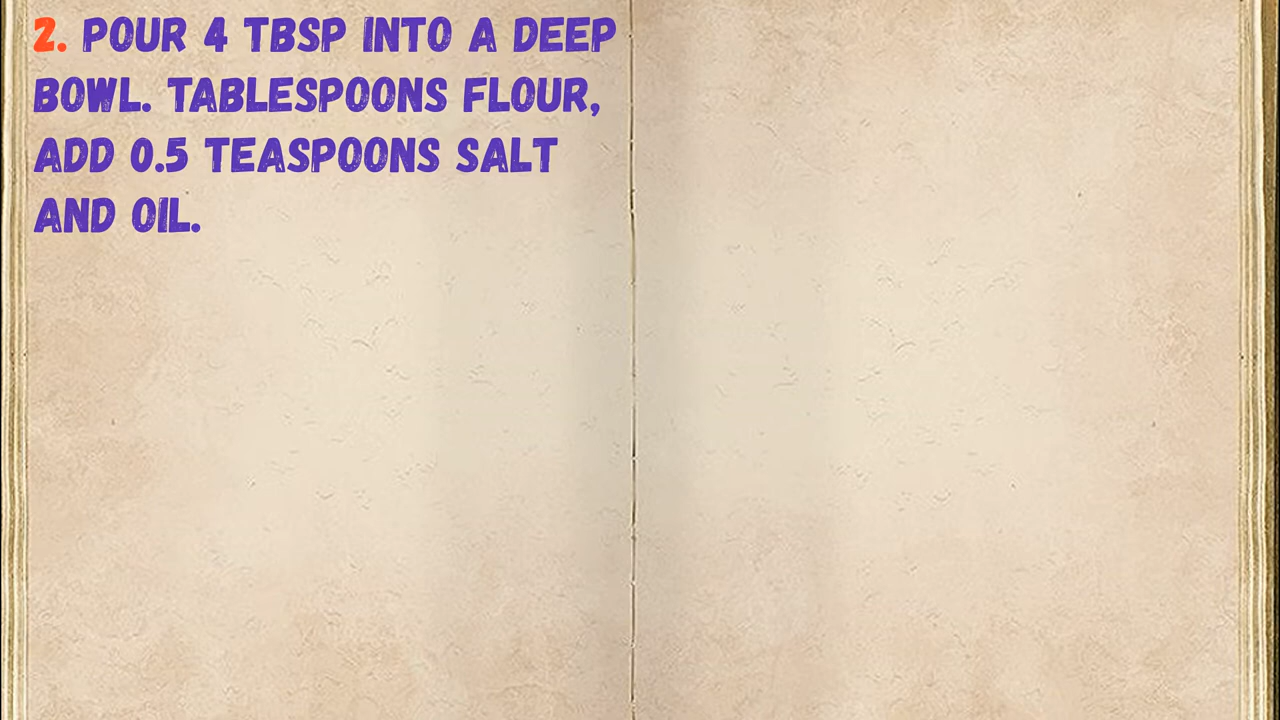 2. POUR 4 TBSP INTO A DEEP
BOWL. TABLESPOONS FLOUR,
ADD 0.5 TEASPOONS SALT
AND OIL.